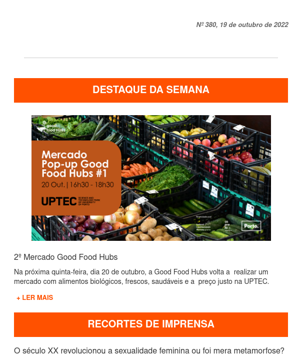 Nº 380, 19 de outubro de 2022
DESTAQUE DA SEMANA
Mercado
Pop-up Good
Food Hubs #1
20 Out. | 16h30 - 18h30
UPTEC
2º Mercado Good Food Hubs
Na próxima quinta-feira, dia 20 de outubro, a Good Food Hubs volta a realizar um
mercado com alimentos biológicos, frescos, saudáveis e a preço justo na UPTEC.
+ LER MAIS
RECORTES DE IMPRENSA
O século XX revolucionou a sexualidade feminina ou foi mera metamorfose?